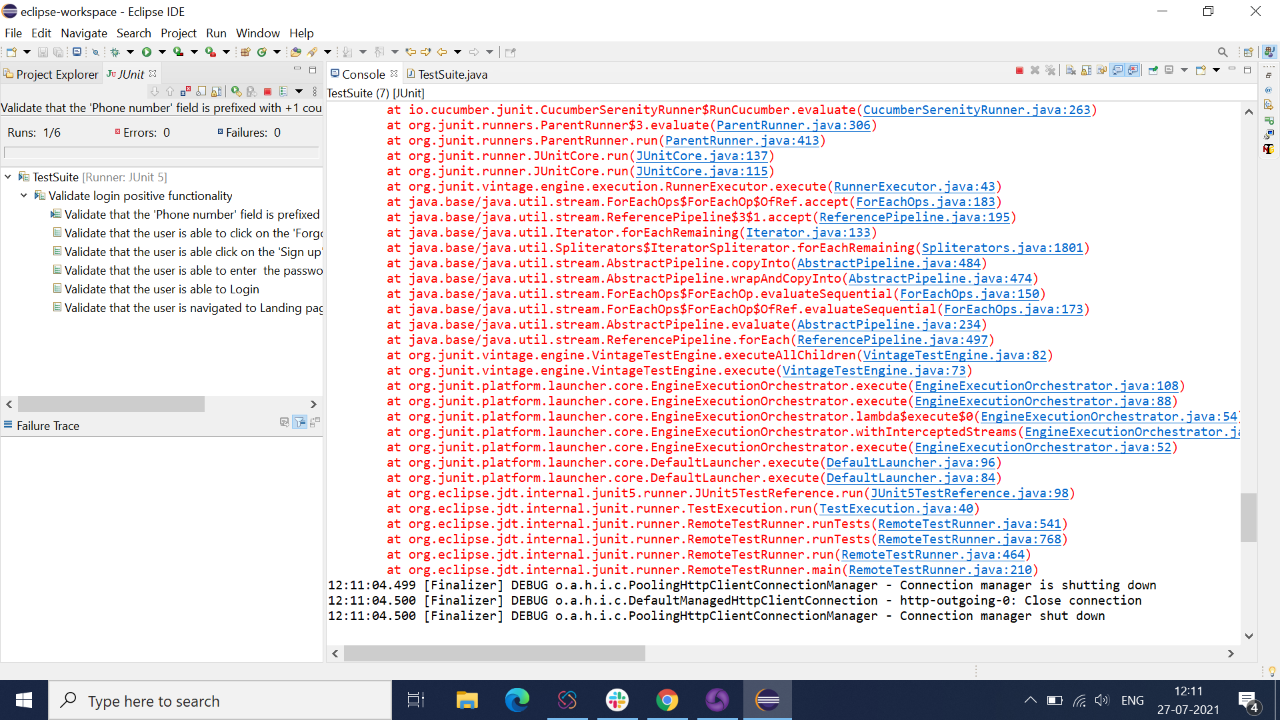 eclipse-workspace - Eclipse IDE
File Edit Navigate Search Project Run Window Help
Project Explorer JUnit
Validate that the 'Phone number' field is prefixed with +1 cou
Runs: 1/6 Errors: 0 Failures: 0
TestSuite [Runner: JUnit 5]
Validate login positive functionality
Validate that the 'Phone number' field is prefixed
Validate that the user is able to click on the 'Forgo
Validate that the user is able click on the 'Sign up'
Validate that the user is able to enter the passwo
Validate that the user is able to Login
Validate that the user is navigated to Landing pag
Failure Trace
Console TestSuite.java
TestSuite (7) [JUnit]
at io.cucumber.junit.CucumberSerenityRunner$RunCucumber.evaluate(CucumberSerenityRunner.java:263)
at org.junit.runners.ParentRunner$3.evaluate(ParentRunner.java:306)
at org.junit.runners.ParentRunner.run(ParentRunner.java:413)
at org.junit.runner.JUnitCore.run(JUnitCore.java:137)
at org.junit.runner.JUnitCore.run(JUnitCore.java:115)
at org.junit.vintage.engine.execution.RunnerExecutor.execute(RunnerExecutor.java:43)
at java.base/java.util.stream.ForEachOps$ForEachOp$OfRef.accept(ForEachOps.java:183)
at java.base/java.util.stream.ReferencePipeline$3$1.accept(ReferencePipeline.java:195)
at java.base/java.util.Iterator.forEachRemaining(Iterator.java:133)
at java.base/java.util.Spliterators$IteratorSpliterator.forEachRemaining(Spliterators.java:1801)
at java.base/java.util.stream.AbstractPipeline.copyInto(AbstractPipeline.java:484)
at java.base/java.util.stream.AbstractPipeline.wrapAndCopyInto(AbstractPipeline.java:474)
at java.base/java.util.stream.ForEachOps$ForEachOp.evaluateSequential(ForEachOps.java:150)
at java.base/java.util.stream.ForEachOps$ForEachOp$OfRef.evaluateSequential(ForEachOps.java:173)
at java.base/java.util.stream.AbstractPipeline.evaluate(AbstractPipeline.java:234)
at java.base/java.util.stream.ReferencePipeline.forEach(ReferencePipeline.java:497)
at org.junit.vintage.engine.VintageTestEngine.executeAllChildren(VintageTestEngine.java:82)
at org.junit.vintage.engine.VintageTestEngine.execute(VintageTestEngine.java:73)
at org.junit.platform.launcher.core.EngineExecutionOrchestrator.execute(EngineExecutionOrchestrator.java:108)
at org.junit.platform.launcher.core.EngineExecutionOrchestrator.execute(EngineExecutionOrchestrator.java:88)
at org.junit.platform.launcher.core.EngineExecutionOrchestrator.lambda$execute$0(EngineExecutionOrchestrator.java:54)
at org.junit.platform.launcher.core.EngineExecutionOrchestrator.withInterceptedStreams(EngineExecutionOrchestrator.ja
at org.junit.platform.launcher.core.EngineExecutionOrchestrator.execute(EngineExecutionOrchestrator.java:52)
at org.junit.platform.launcher.core.DefaultLauncher.execute(DefaultLauncher.java:96)
at org.junit.platform.launcher.core.DefaultLauncher.execute(DefaultLauncher.java:84)
at org.eclipse.jdt.internal.junit5.runner.JUnit5TestReference.run(JUnit5TestReference.java:98)
at org.eclipse.jdt.internal.junit.runner.TestExecution.run(TestExecution.java:40)
at org.eclipse.jdt.internal.junit.runner.RemoteTestRunner.runTests(RemoteTestRunner.java:541)
at org.eclipse.jdt.internal.junit.runner.RemoteTestRunner.runTests(RemoteTestRunner.java:768)
at org.eclipse.jdt.internal.junit.runner.RemoteTestRunner.run(RemoteTestRunner.java:464)
at org.eclipse.jdt.internal.junit.runner.RemoteTestRunner.main(RemoteTestRunner.java:210)
12:11:04.499 [Finalizer] DEBUG o.a.h.i.c.PoolingHttpClientConnectionManager - Connection manager is shutting down
12:11:04.500 [Finalizer] DEBUG o.a.h.i.c.DefaultManagedHttpClientConnection - http-outgoing-0: Close connection
12:11:04.500 [Finalizer] DEBUG o.a.h.i.c.PoolingHttpClientConnectionManager - Connection manager shut down
Type here to search
ENG
12:11
27-07-2021
4